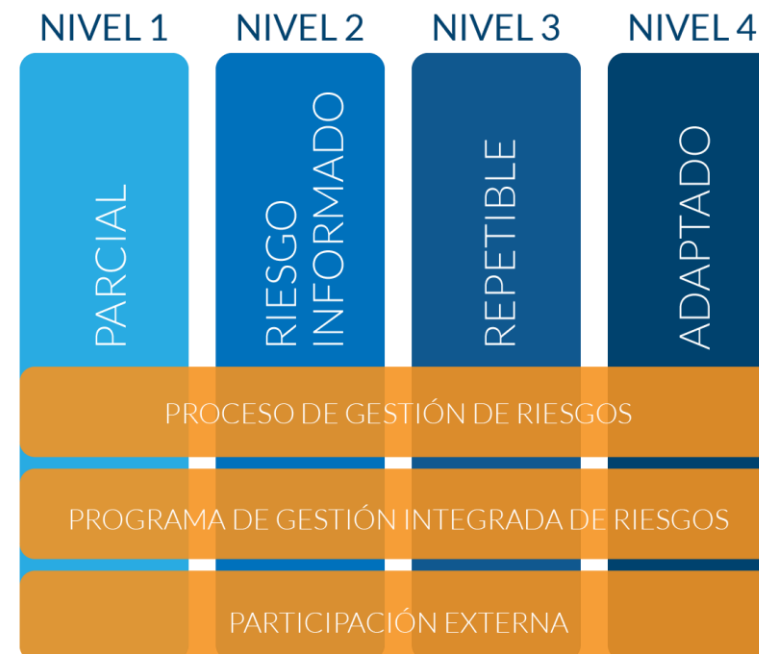 NIVEL 1
NIVEL 2
NIVEL 3
NIVEL 4
PARCIAL
RIESGO
INFORMADO
REPETIBLE
ADAPTADO
PROCESO DE GESTIÓN DE RIESGOS
PROGRAMA DE GESTIÓN INTEGRADA DE RIESGOS
PARTICIPACIÓN EXTERNA